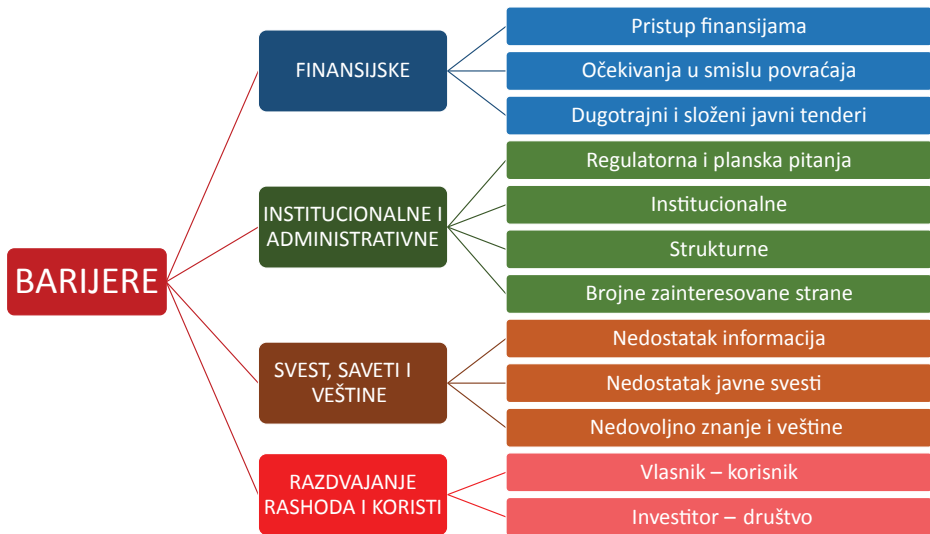 BARIJERE
FINANSIJSKE
Pristup finansijama
Očekivanja u smislu povraćaja
Dugotrajni i složeni javni tenderi
INSTITUCIONALNE I
ADMINISTRATIVNE
Regulatorna i planska pitanja
Institucionalne
Strukturne
Brojne zainteresovane strane
SVEST, SAVETI I
VEŠTINE
Nedostatak informacija
Nedostatak javne svesti
Nedovoljno znanje i veštine
RAZDVAJANJE
RASHODA I KORISTI
Vlasnik – korisnik
Investitor – društvo